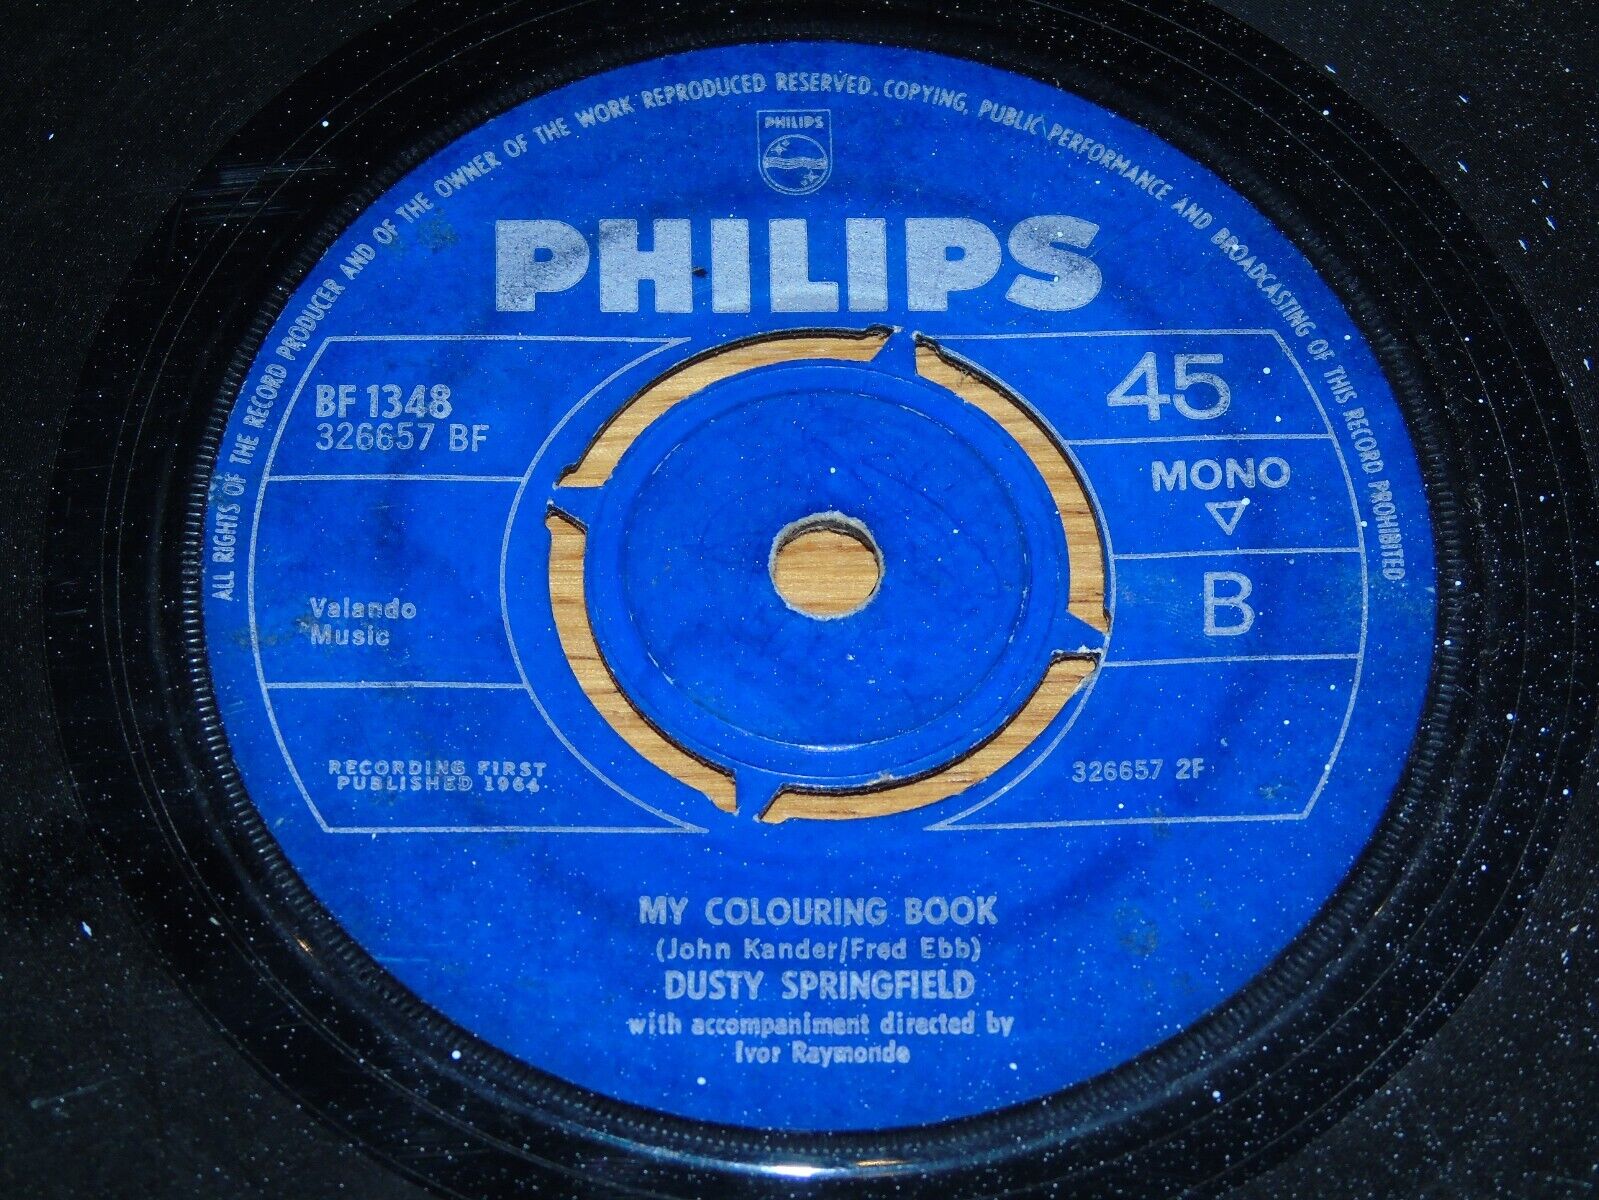 ALL RIGHTS OF THE RECORD PRODUCER AND OF THE OWNER OF THE WORK REPRODUCED RESERVED. COPYING, PUBLIC PERFORMANCE AND BROADCASTING OF THIS RECORD PROHIBITED
PHILIPS
PHILIPS
BF 1348
326657 BF
45
MONO
B
Valando
Music
RECORDING FIRST
PUBLISHED 1964
326657 2F
MY COLOURING BOOK
(John Kander/Fred Ebb)
DUSTY SPRINGFIELD
with accompaniment directed by
Ivor Raymonde